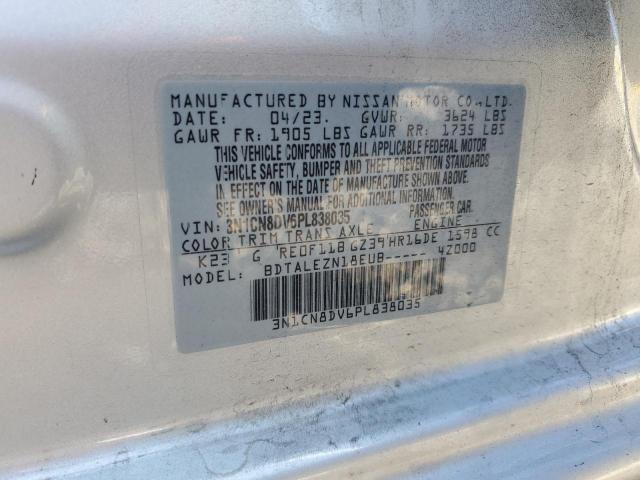 MANUFACTURED BY NISSAN MOTOR CO.,LTD.
DATE: 04/23. GVWR: 3624 LBS
GAWR FR: 1905 LBS GAWR RR: 1735 LBS
THIS VEHICLE CONFORMS TO ALL APPLICABLE FEDERAL MOTOR
VEHICLE SAFETY, BUMPER AND THEFT PREVENTION STANDARDS
IN EFFECT ON THE DATE OF MANUFACTURE SHOWN ABOVE.
SEE OWNER'S MANUAL FOR ADDITIONAL INFORMATION.
VIN: 3N1CN8DV6PL838035 PASSENGER CAR.
COLOR TRIM TRANS AXLE ENGINE
K23 G RE0F11B GZ39 HR16DE 1598 CC
MODEL: BDTALEZN18EUB----- 42000
3N1CN8DV6PL838035